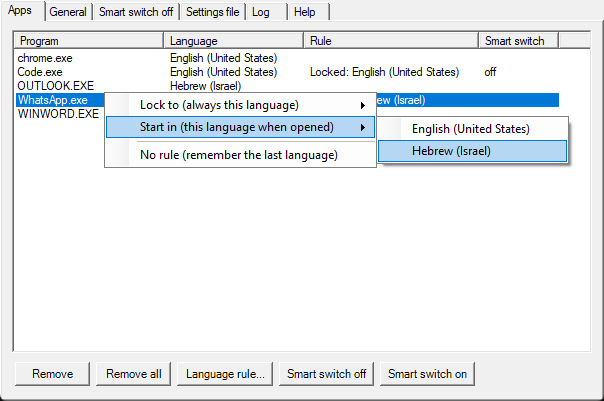 Apps General Smart switch off Settings file Log Help
Program Language Rule Smart switch
chrome.exe English (United States)
Code.exe English (United States) Locked: English (United States) off
OUTLOOK.EXE Hebrew (Israel)
WhatsApp.exe (Israel)
WINWORD.EXE
Lock to (always this language)
Start in (this language when opened)
No rule (remember the last language)
English (United States)
Hebrew (Israel)
Remove Remove all Language rule... Smart switch off Smart switch on